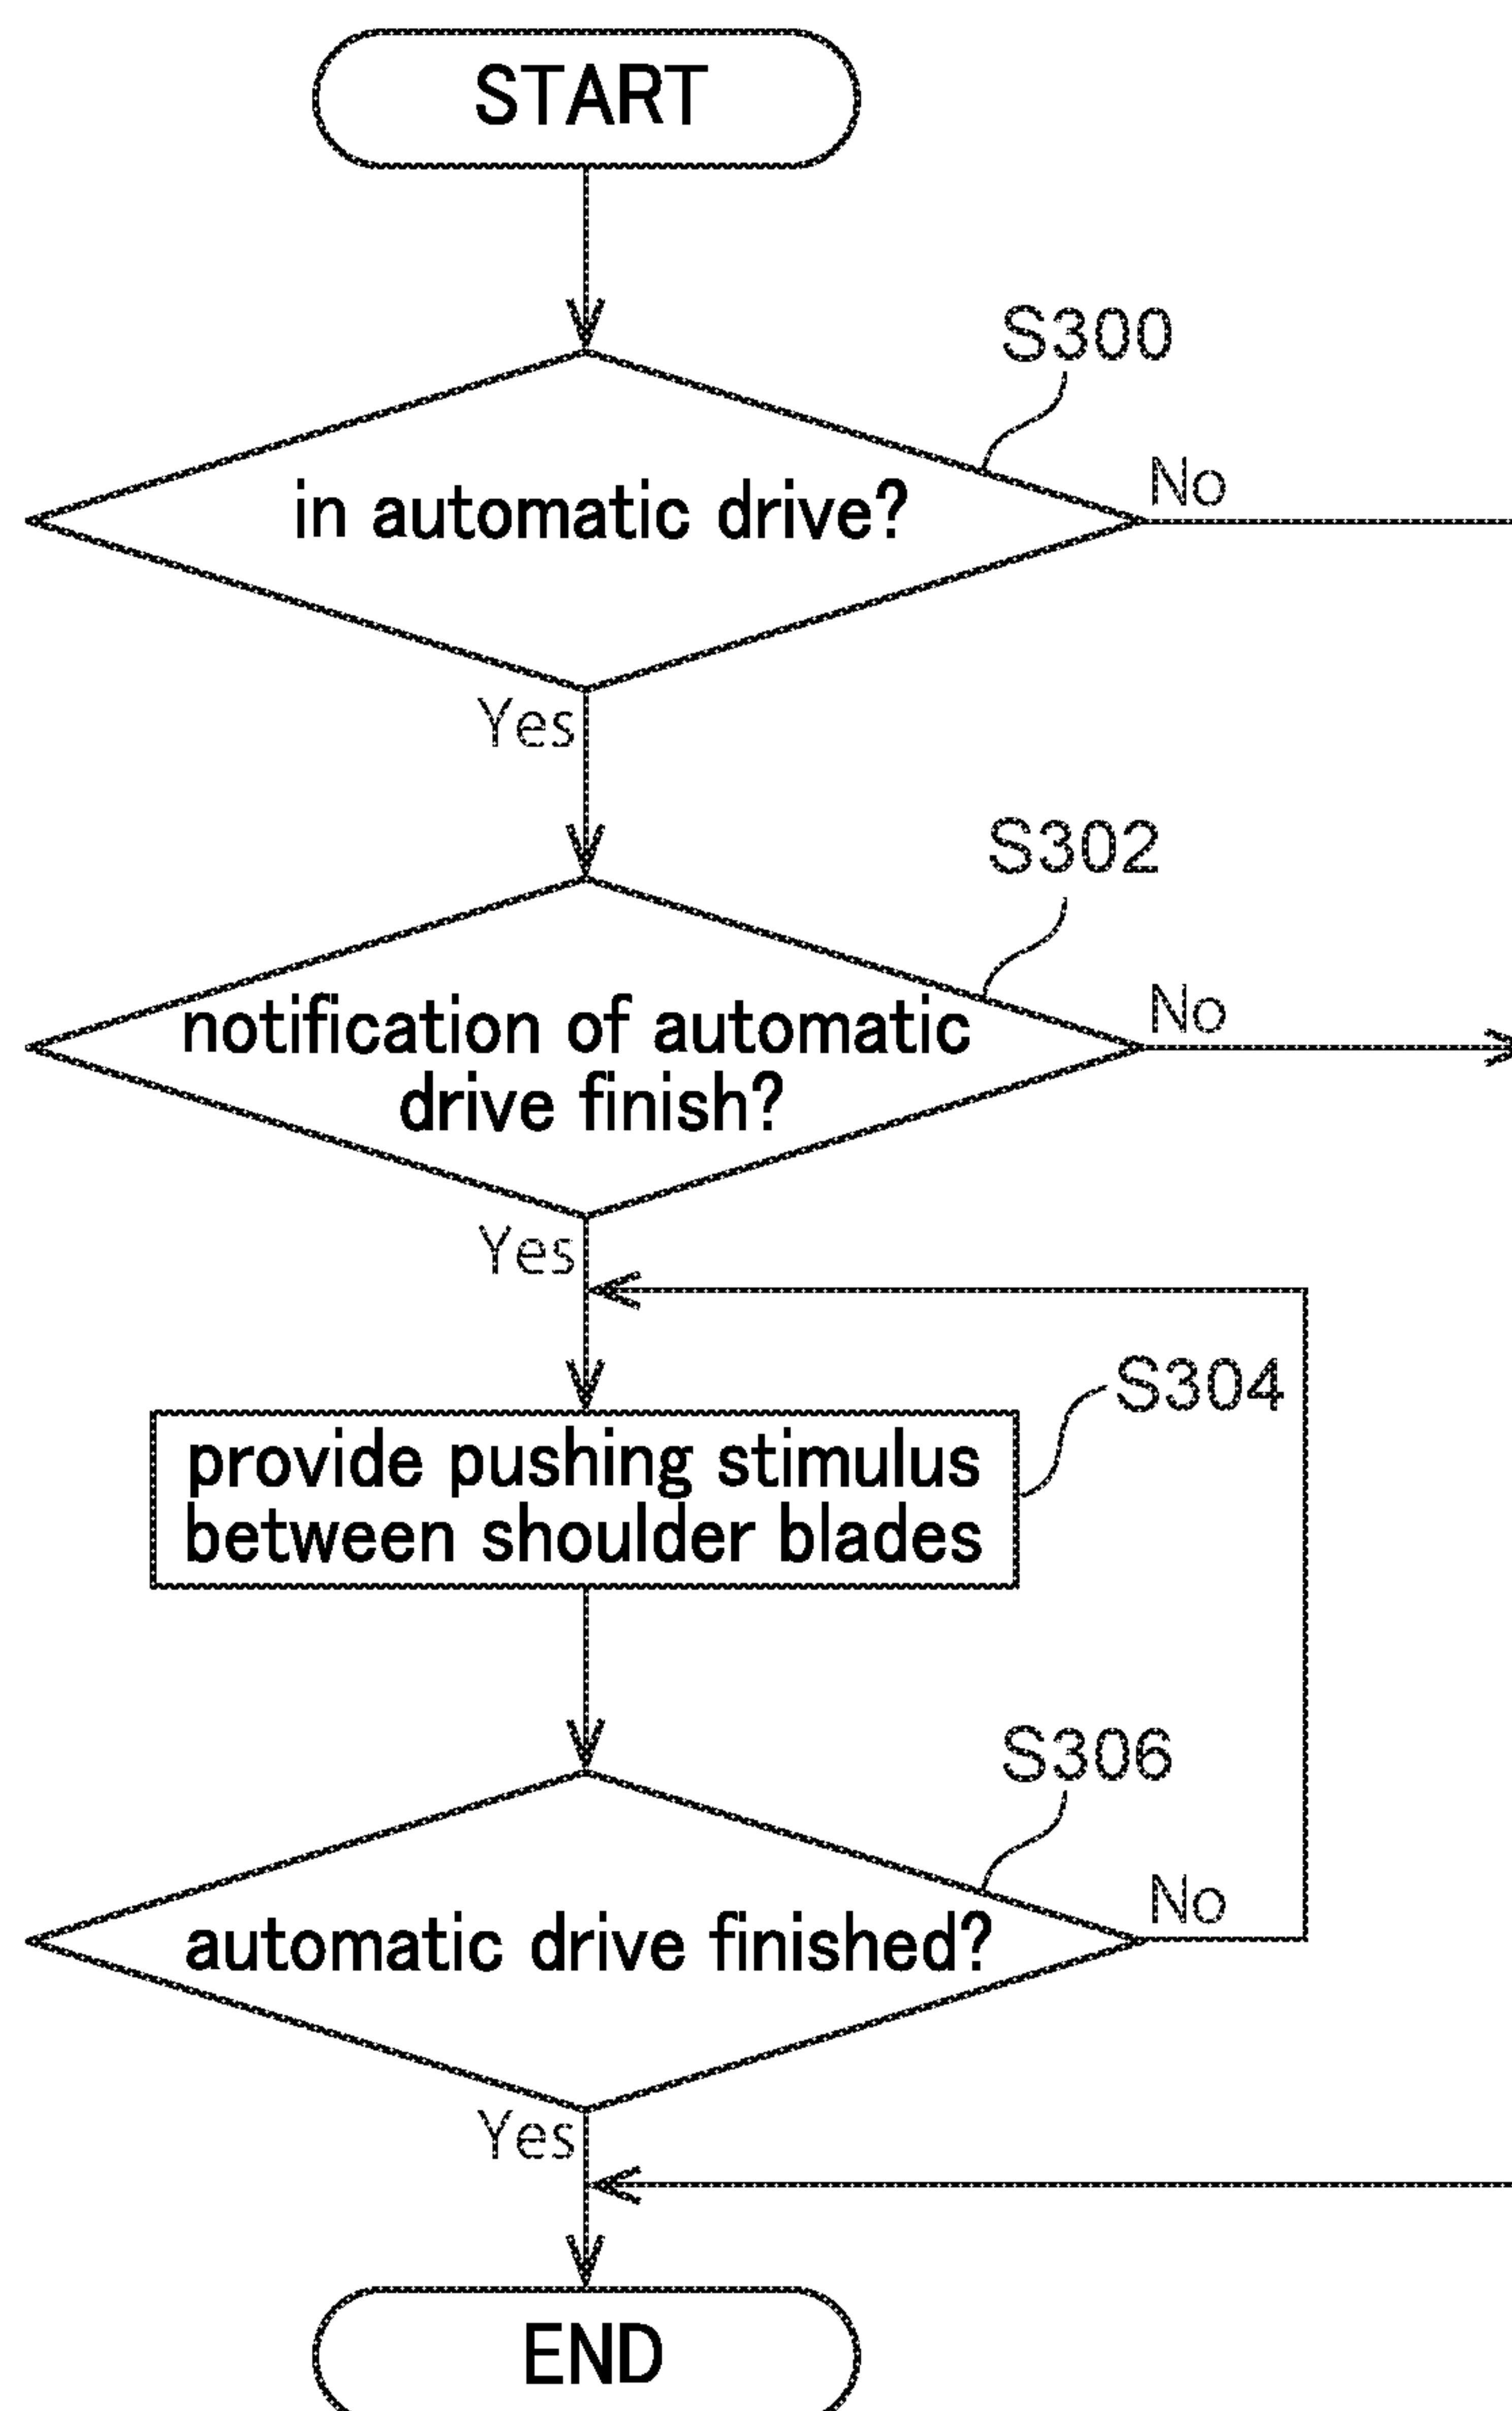 START
S300
in automatic drive?
No
Yes
S302
notification of automatic
drive finish?
No
Yes
S304
provide pushing stimulus
between shoulder blades
S306
automatic drive finished?
No
Yes
END